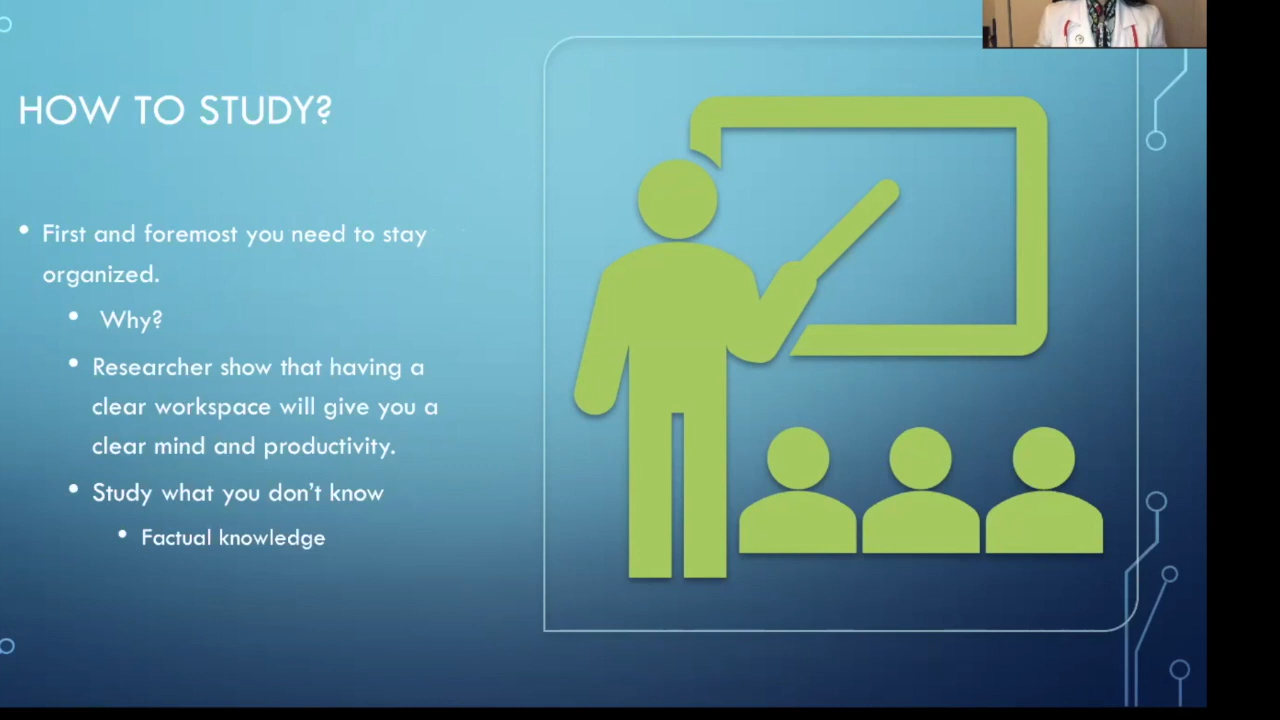 HOW TO STUDY?
• First and foremost you need to stay
organized.
• Why?
• Researcher show that having a
clear workspace will give you a
clear mind and productivity.
• Study what you don't know
• Factual knowledge